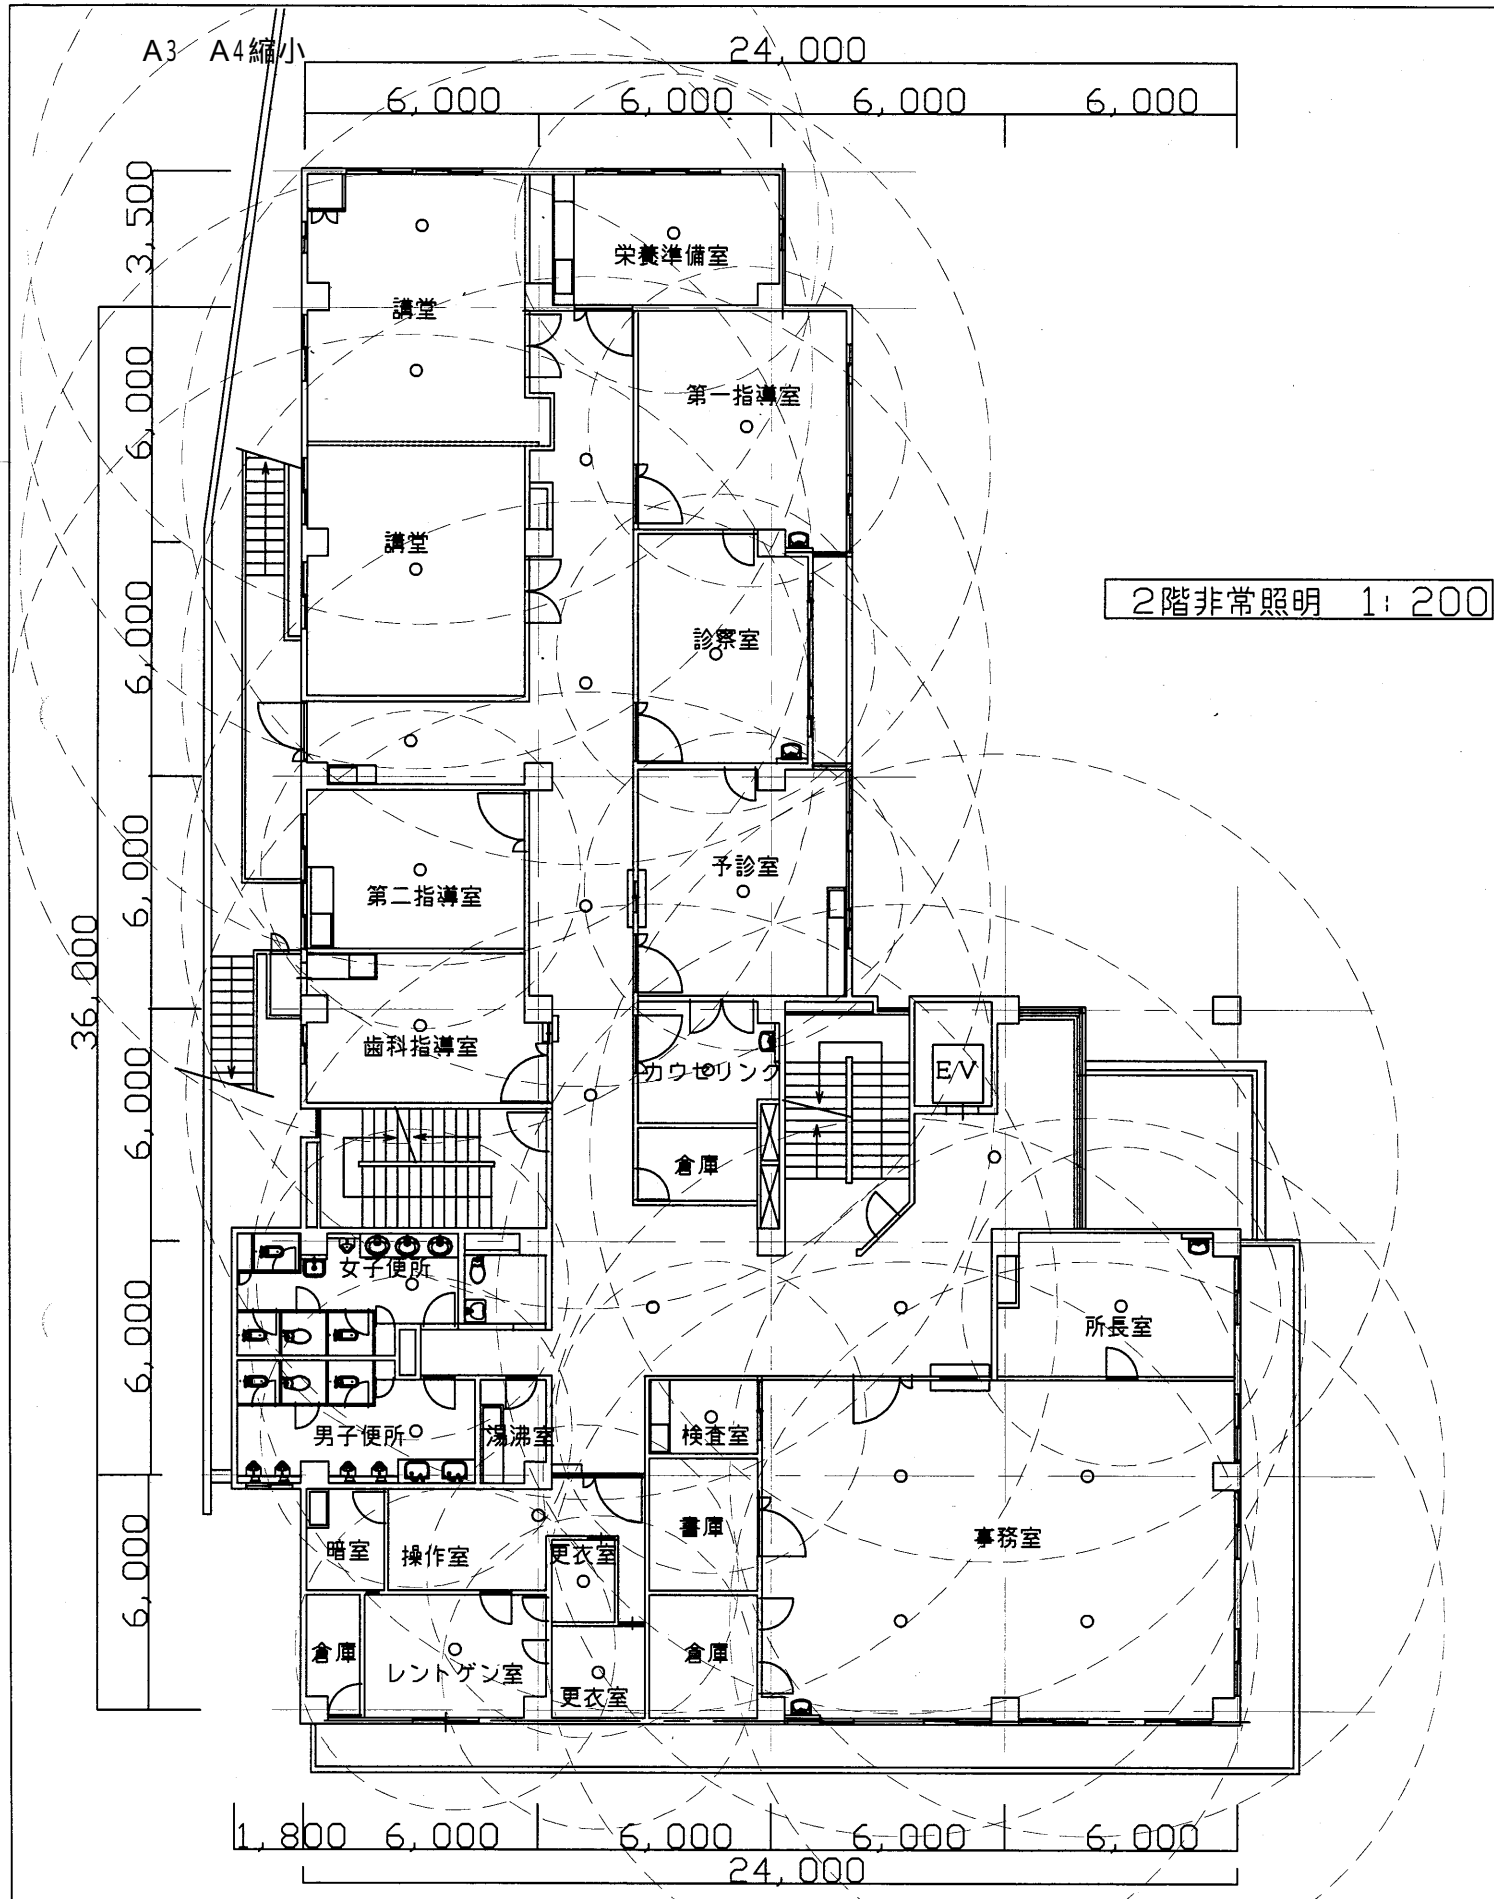 A3 A4縮小
24,000
6,000 6,000 6,000 6,000
3,500
6,000
6,000
6,000
6,000
6,000
6,000
36,000
栄養準備室
講堂
第一指導室
講堂
2階非常照明 1:200
診察室
予診室
第二指導室
歯科指導室
カウセリング
EV
倉庫
女子便所
所長室
男子便所
湯沸室
検査室
書庫
事務室
暗室
操作室
更衣室
倉庫
レントゲン室
更衣室
倉庫
1,800 6,000 6,000 6,000 6,000
24,000